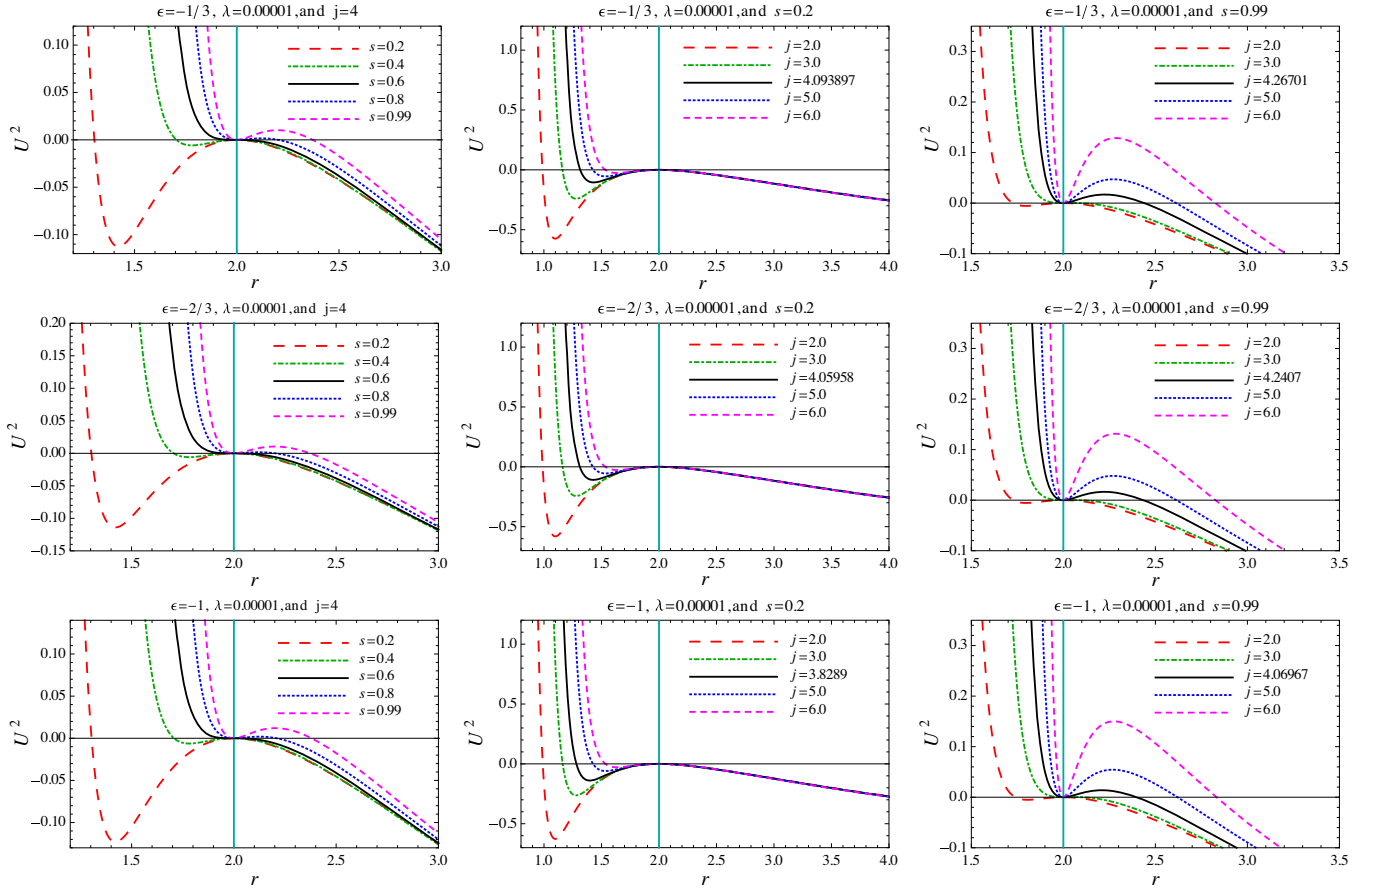 ϵ=−1/3, λ=0.00001,and j=4
0.10
0.05
0.00
−0.05
−0.10
U²
s=0.2
s=0.4
s=0.6
s=0.8
s=0.99
1.5 2.0 2.5 3.0
r
ϵ=−1/3, λ=0.00001,and s=0.2
1.0
0.5
0.0
−0.5
U²
j=2.0
j=3.0
j=4.093897
j=5.0
j=6.0
1.0 1.5 2.0 2.5 3.0 3.5 4.0
r
ϵ=−1/3, λ=0.00001,and s=0.99
0.3
0.2
0.1
0.0
−0.1
U²
j=2.0
j=3.0
j=4.26701
j=5.0
j=6.0
1.5 2.0 2.5 3.0 3.5
r
ϵ=−2/3, λ=0.00001,and j=4
0.20
0.15
0.10
0.05
0.00
−0.05
−0.10
−0.15
U²
s=0.2
s=0.4
s=0.6
s=0.8
s=0.99
1.5 2.0 2.5 3.0
r
ϵ=−2/3, λ=0.00001,and s=0.2
1.0
0.5
0.0
−0.5
U²
j=2.0
j=3.0
j=4.05958
j=5.0
j=6.0
1.0 1.5 2.0 2.5 3.0 3.5 4.0
r
ϵ=−2/3, λ=0.00001,and s=0.99
0.3
0.2
0.1
0.0
−0.1
U²
j=2.0
j=3.0
j=4.2407
j=5.0
j=6.0
1.5 2.0 2.5 3.0 3.5
r
ϵ=−1, λ=0.00001,and j=4
0.10
0.05
0.00
−0.05
−0.10
U²
s=0.2
s=0.4
s=0.6
s=0.8
s=0.99
1.5 2.0 2.5 3.0
r
ϵ=−1, λ=0.00001,and s=0.2
1.0
0.5
0.0
−0.5
U²
j=2.0
j=3.0
j=3.8289
j=5.0
j=6.0
1.0 1.5 2.0 2.5 3.0 3.5 4.0
r
ϵ=−1, λ=0.00001,and s=0.99
0.3
0.2
0.1
0.0
−0.1
U²
j=2.0
j=3.0
j=4.06967
j=5.0
j=6.0
1.5 2.0 2.5 3.0 3.5
r